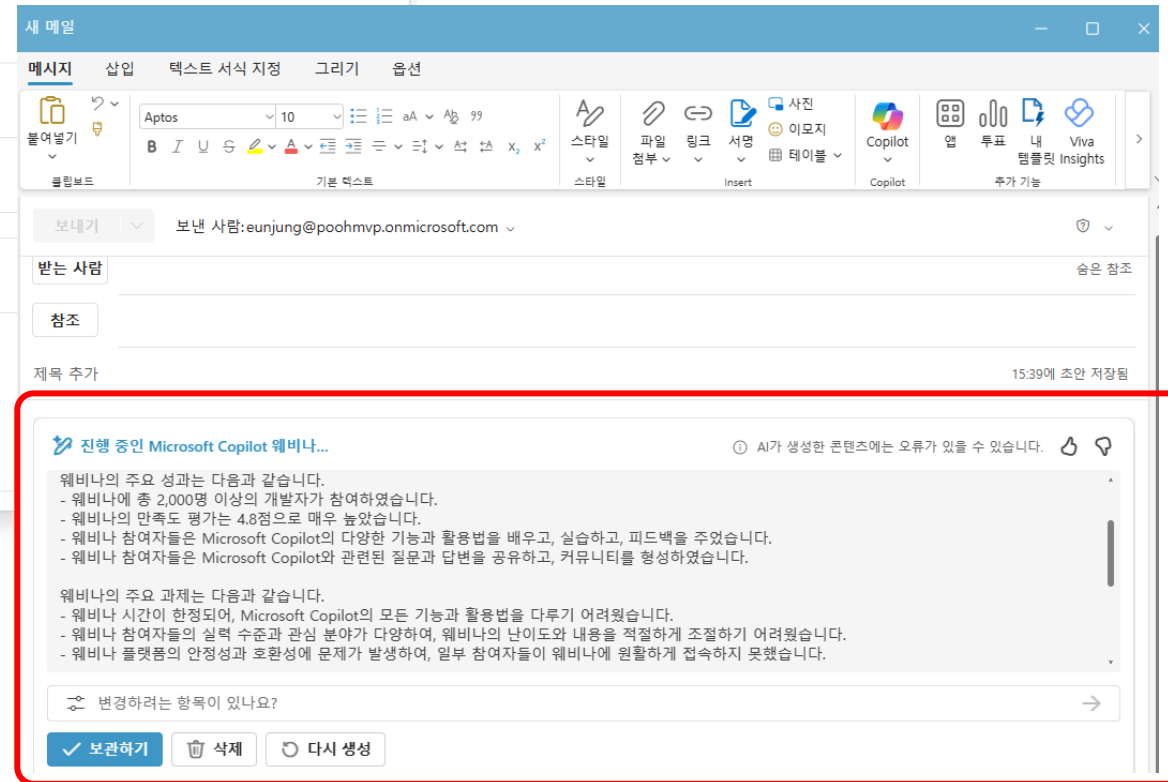 새 메일
메시지 삽입 텍스트 서식 지정 그리기 옵션
붙여넣기
Aptos 10 aA
B I U S A x₂ x²
스타일
파일 첨부
링크
서명
사진
이모지
테이블
Copilot
앱
투표
내 템플릿
Viva Insights
클립보드 기본 텍스트 스타일 Insert Copilot 추가 기능
보내기 보낸 사람:eunjung@poohmvp.onmicrosoft.com
받는 사람 숨은 참조
참조
제목 추가 15:39에 초안 저장됨
진행 중인 Microsoft Copilot 웨비나... AI가 생성한 콘텐츠에는 오류가 있을 수 있습니다.
웨비나의 주요 성과는 다음과 같습니다.
- 웨비나에 총 2,000명 이상의 개발자가 참여하였습니다.
- 웨비나의 만족도 평가는 4.8점으로 매우 높았습니다.
- 웨비나 참여자들은 Microsoft Copilot의 다양한 기능과 활용법을 배우고, 실습하고, 피드백을 주었습니다.
- 웨비나 참여자들은 Microsoft Copilot와 관련된 질문과 답변을 공유하고, 커뮤니티를 형성하였습니다.
웨비나의 주요 과제는 다음과 같습니다.
- 웨비나 시간이 한정되어, Microsoft Copilot의 모든 기능과 활용법을 다루기 어려웠습니다.
- 웨비나 참여자들의 실력 수준과 관심 분야가 다양하여, 웨비나의 난이도와 내용을 적절하게 조절하기 어려웠습니다.
- 웨비나 플랫폼의 안정성과 호환성에 문제가 발생하여, 일부 참여자들이 웨비나에 원활하게 접속하지 못했습니다.
변경하려는 항목이 있나요?
보관하기 삭제 다시 생성